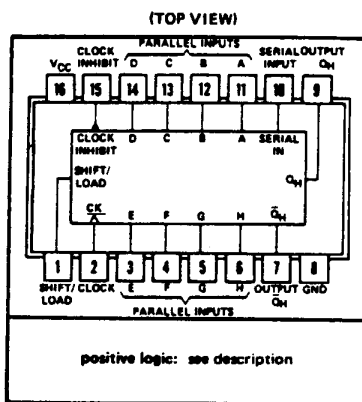 (TOP VIEW)
PARALLEL INPUTS
CLOCK SERIAL OUTPUT
VCC INHIBIT D C B A INPUT QH
16 15 14 13 12 11 10 9
CLOCK INHIBIT D C B A SERIAL IN
SHIFT/LOAD QH
CK E F G H Q̅H
1 2 3 4 5 6 7 8
SHIFT/LOAD CLOCK E F G H OUTPUT Q̅H GND
PARALLEL INPUTS
positive logic: see description